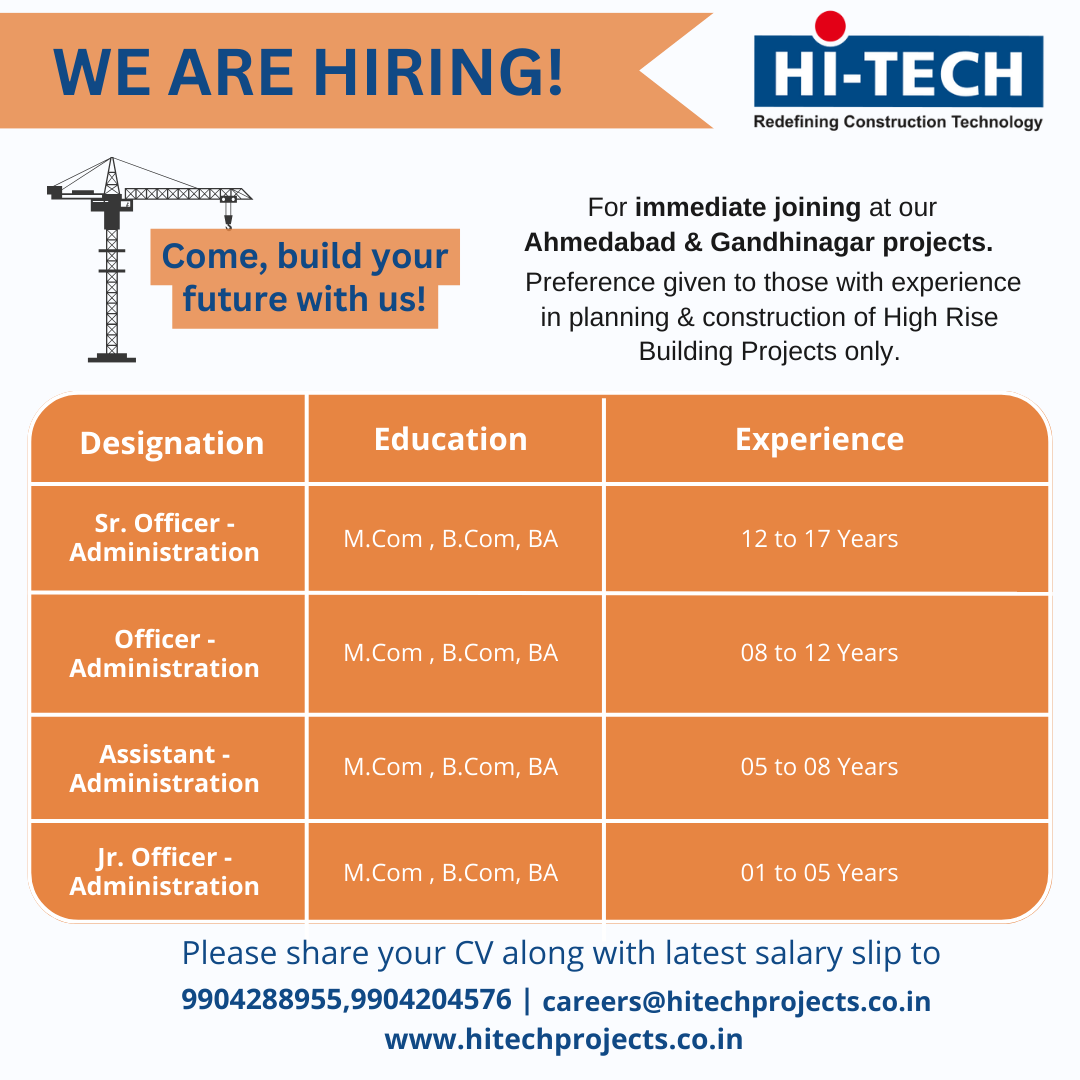 WE ARE HIRING!
HI-TECH
Redefining Construction Technology
Come, build your
future with us!
For immediate joining at our
Ahmedabad & Gandhinagar projects.
Preference given to those with experience
in planning & construction of High Rise
Building Projects only.
Designation Education Experience
Sr. Officer -
Administration
M.Com , B.Com, BA
12 to 17 Years
Officer -
Administration
M.Com , B.Com, BA
08 to 12 Years
Assistant -
Administration
M.Com , B.Com, BA
05 to 08 Years
Jr. Officer -
Administration
M.Com , B.Com, BA
01 to 05 Years
Please share your CV along with latest salary slip to
9904288955,9904204576 | careers@hitechprojects.co.in
www.hitechprojects.co.in